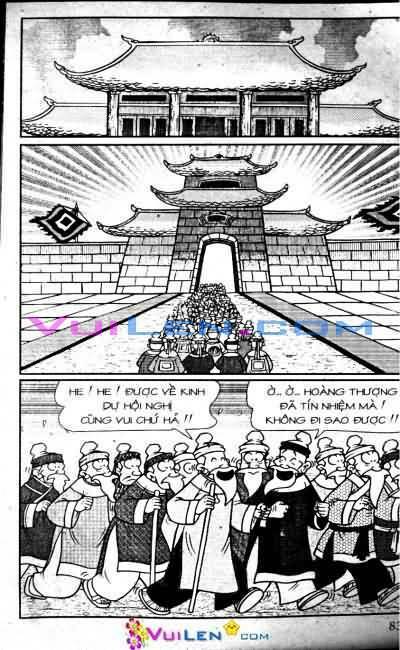 VuiLen.com
HE ! HE ! ĐƯỢC VỀ KINH
DỰ HỘI NGHỊ
CŨNG VUI CHỨ HẢ !!
Ờ... Ờ... HOÀNG THƯỢNG
ĐÃ TÍN NHIỆM MÀ !
KHÔNG ĐI SAO ĐƯỢC !!
83
VuiLen.com